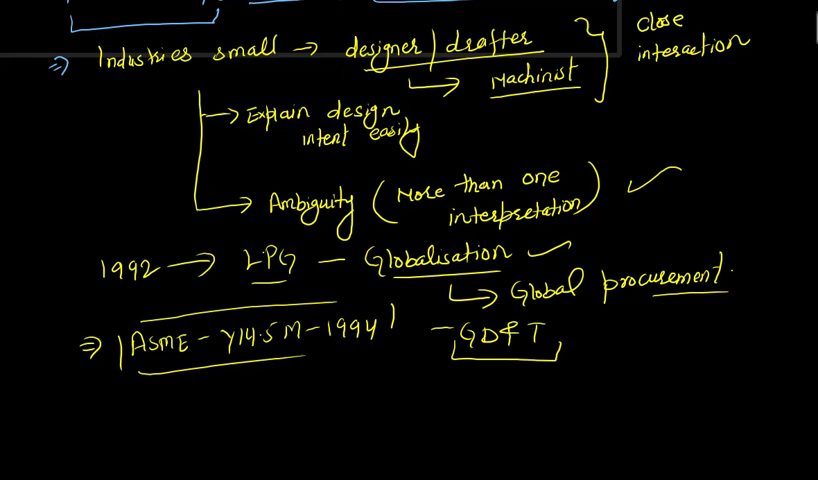 ⇒ Industries small → designer / drafter close
interaction
↳ Machinist
→ Explain design
intent easily
→ Ambiguity (More than one
interpretation) ✓
1992 → LPG - Globalisation ✓
↳ Global procurement.
⇒ |ASME - Y14.5M-1994| - GD&T